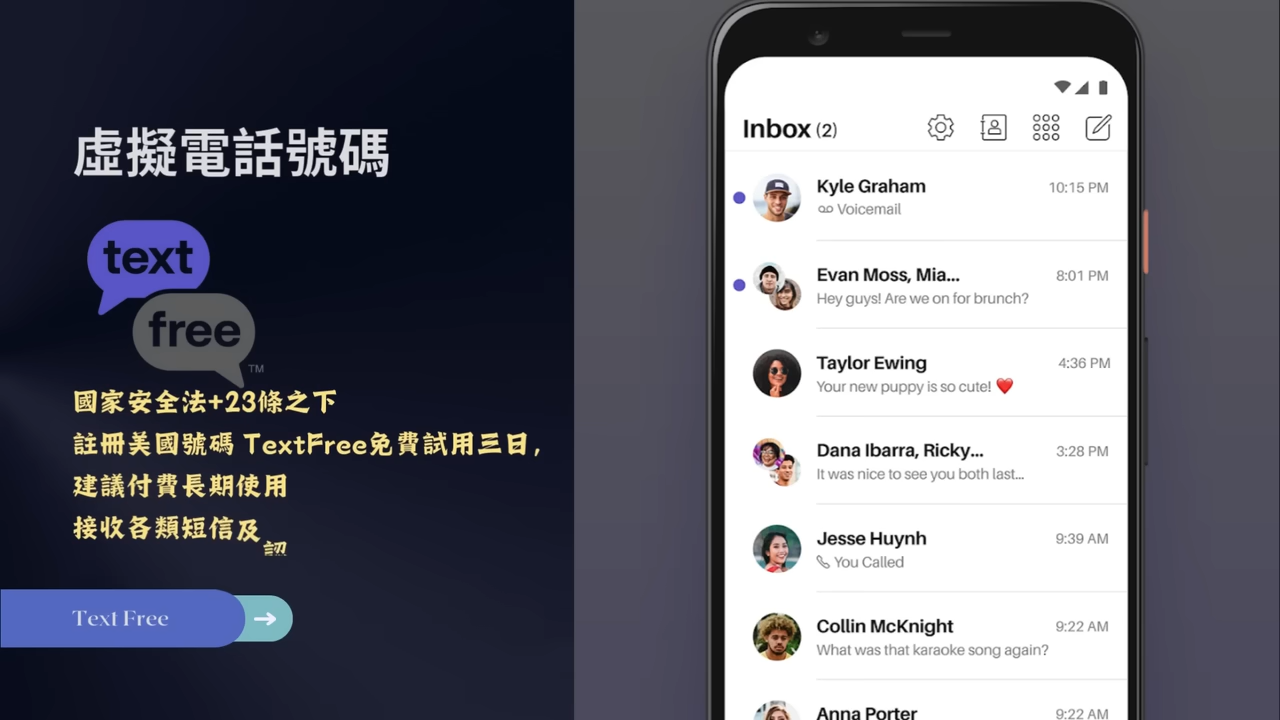 虛擬電話號碼
text
free
TM
國家安全法+23條之下
註冊美國號碼 TextFree免費試用三日,
建議付費長期使用
接收各類短信及認
Text Free
Inbox (2)
Kyle Graham 10:15 PM
Voicemail
Evan Moss, Mia... 8:01 PM
Hey guys! Are we on for brunch?
Taylor Ewing 4:36 PM
Your new puppy is so cute! ❤️
Dana Ibarra, Ricky... 3:28 PM
It was nice to see you both last...
Jesse Huynh 9:39 AM
You Called
Collin McKnight 9:22 AM
What was that karaoke song again?
Anna Porter 9:22 AM